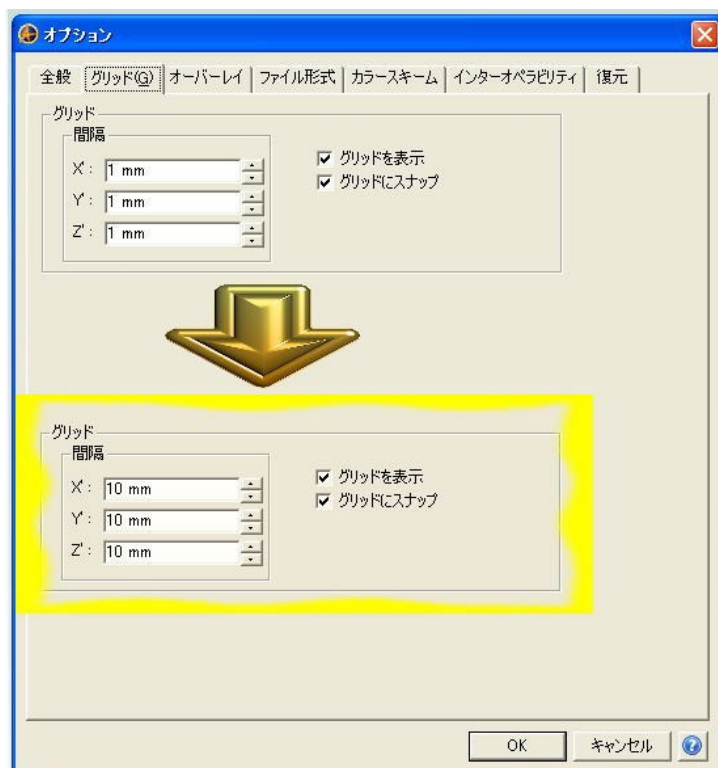 オプション
全般 グリッド(G) オーバーレイ ファイル形式 カラースキーム インターオペラビリティ 復元
グリッド
間隔
X': 1 mm
Y': 1 mm
Z': 1 mm
グリッドを表示
グリッドにスナップ
グリッド
間隔
X': 10 mm
Y': 10 mm
Z': 10 mm
グリッドを表示
グリッドにスナップ
OK キャンセル